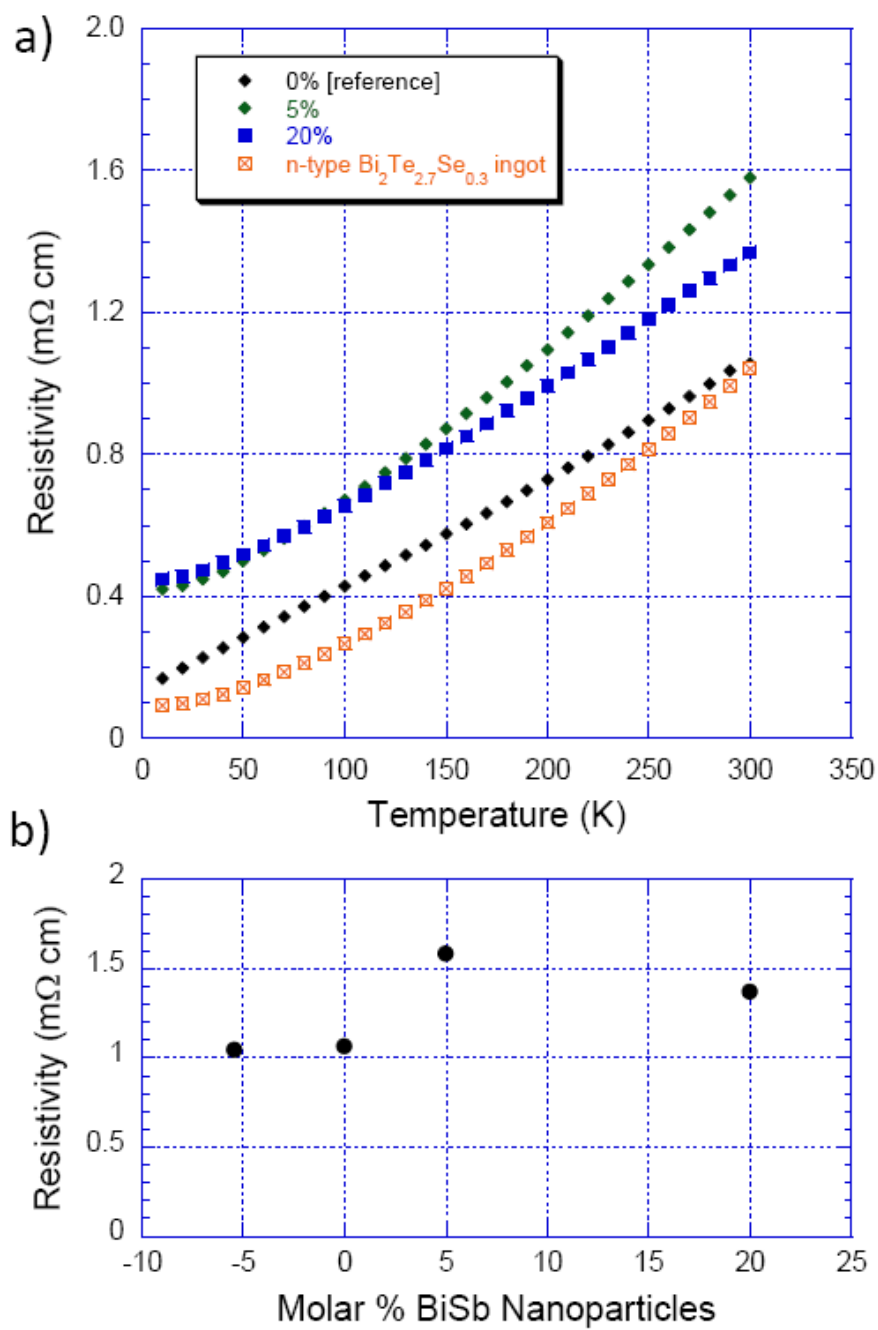 a)
2.0
1.6
1.2
0.8
0.4
0
Resistivity (mΩ cm)
0% [reference]
5%
20%
n-type Bi₂Te₂.₇Se₀.₃ ingot
0 50 100 150 200 250 300 350
Temperature (K)
b)
2
1.5
1
0.5
0
Resistivity (mΩ cm)
-10 -5 0 5 10 15 20 25
Molar % BiSb Nanoparticles